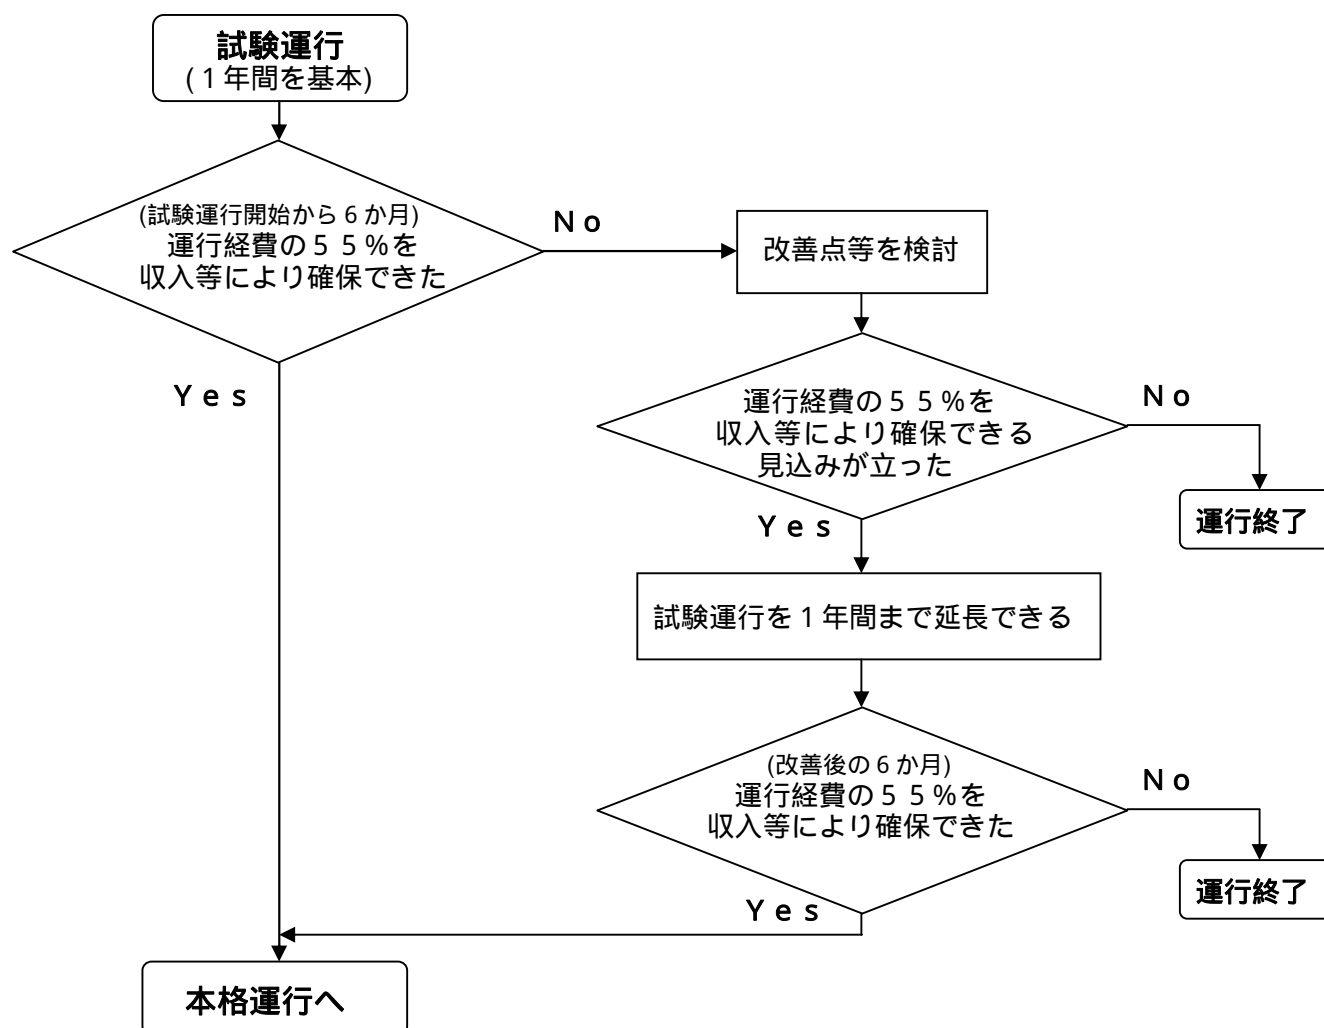 試験運行
(1年間を基本)
(試験運行開始から6か月)
運行経費の55%を
収入等により確保できた
No
改善点等を検討
Yes
運行経費の55%を
収入等により確保できる
見込みが立った
No
運行終了
Yes
試験運行を1年間まで延長できる
(改善後の6か月)
運行経費の55%を
収入等により確保できた
No
運行終了
Yes
本格運行へ